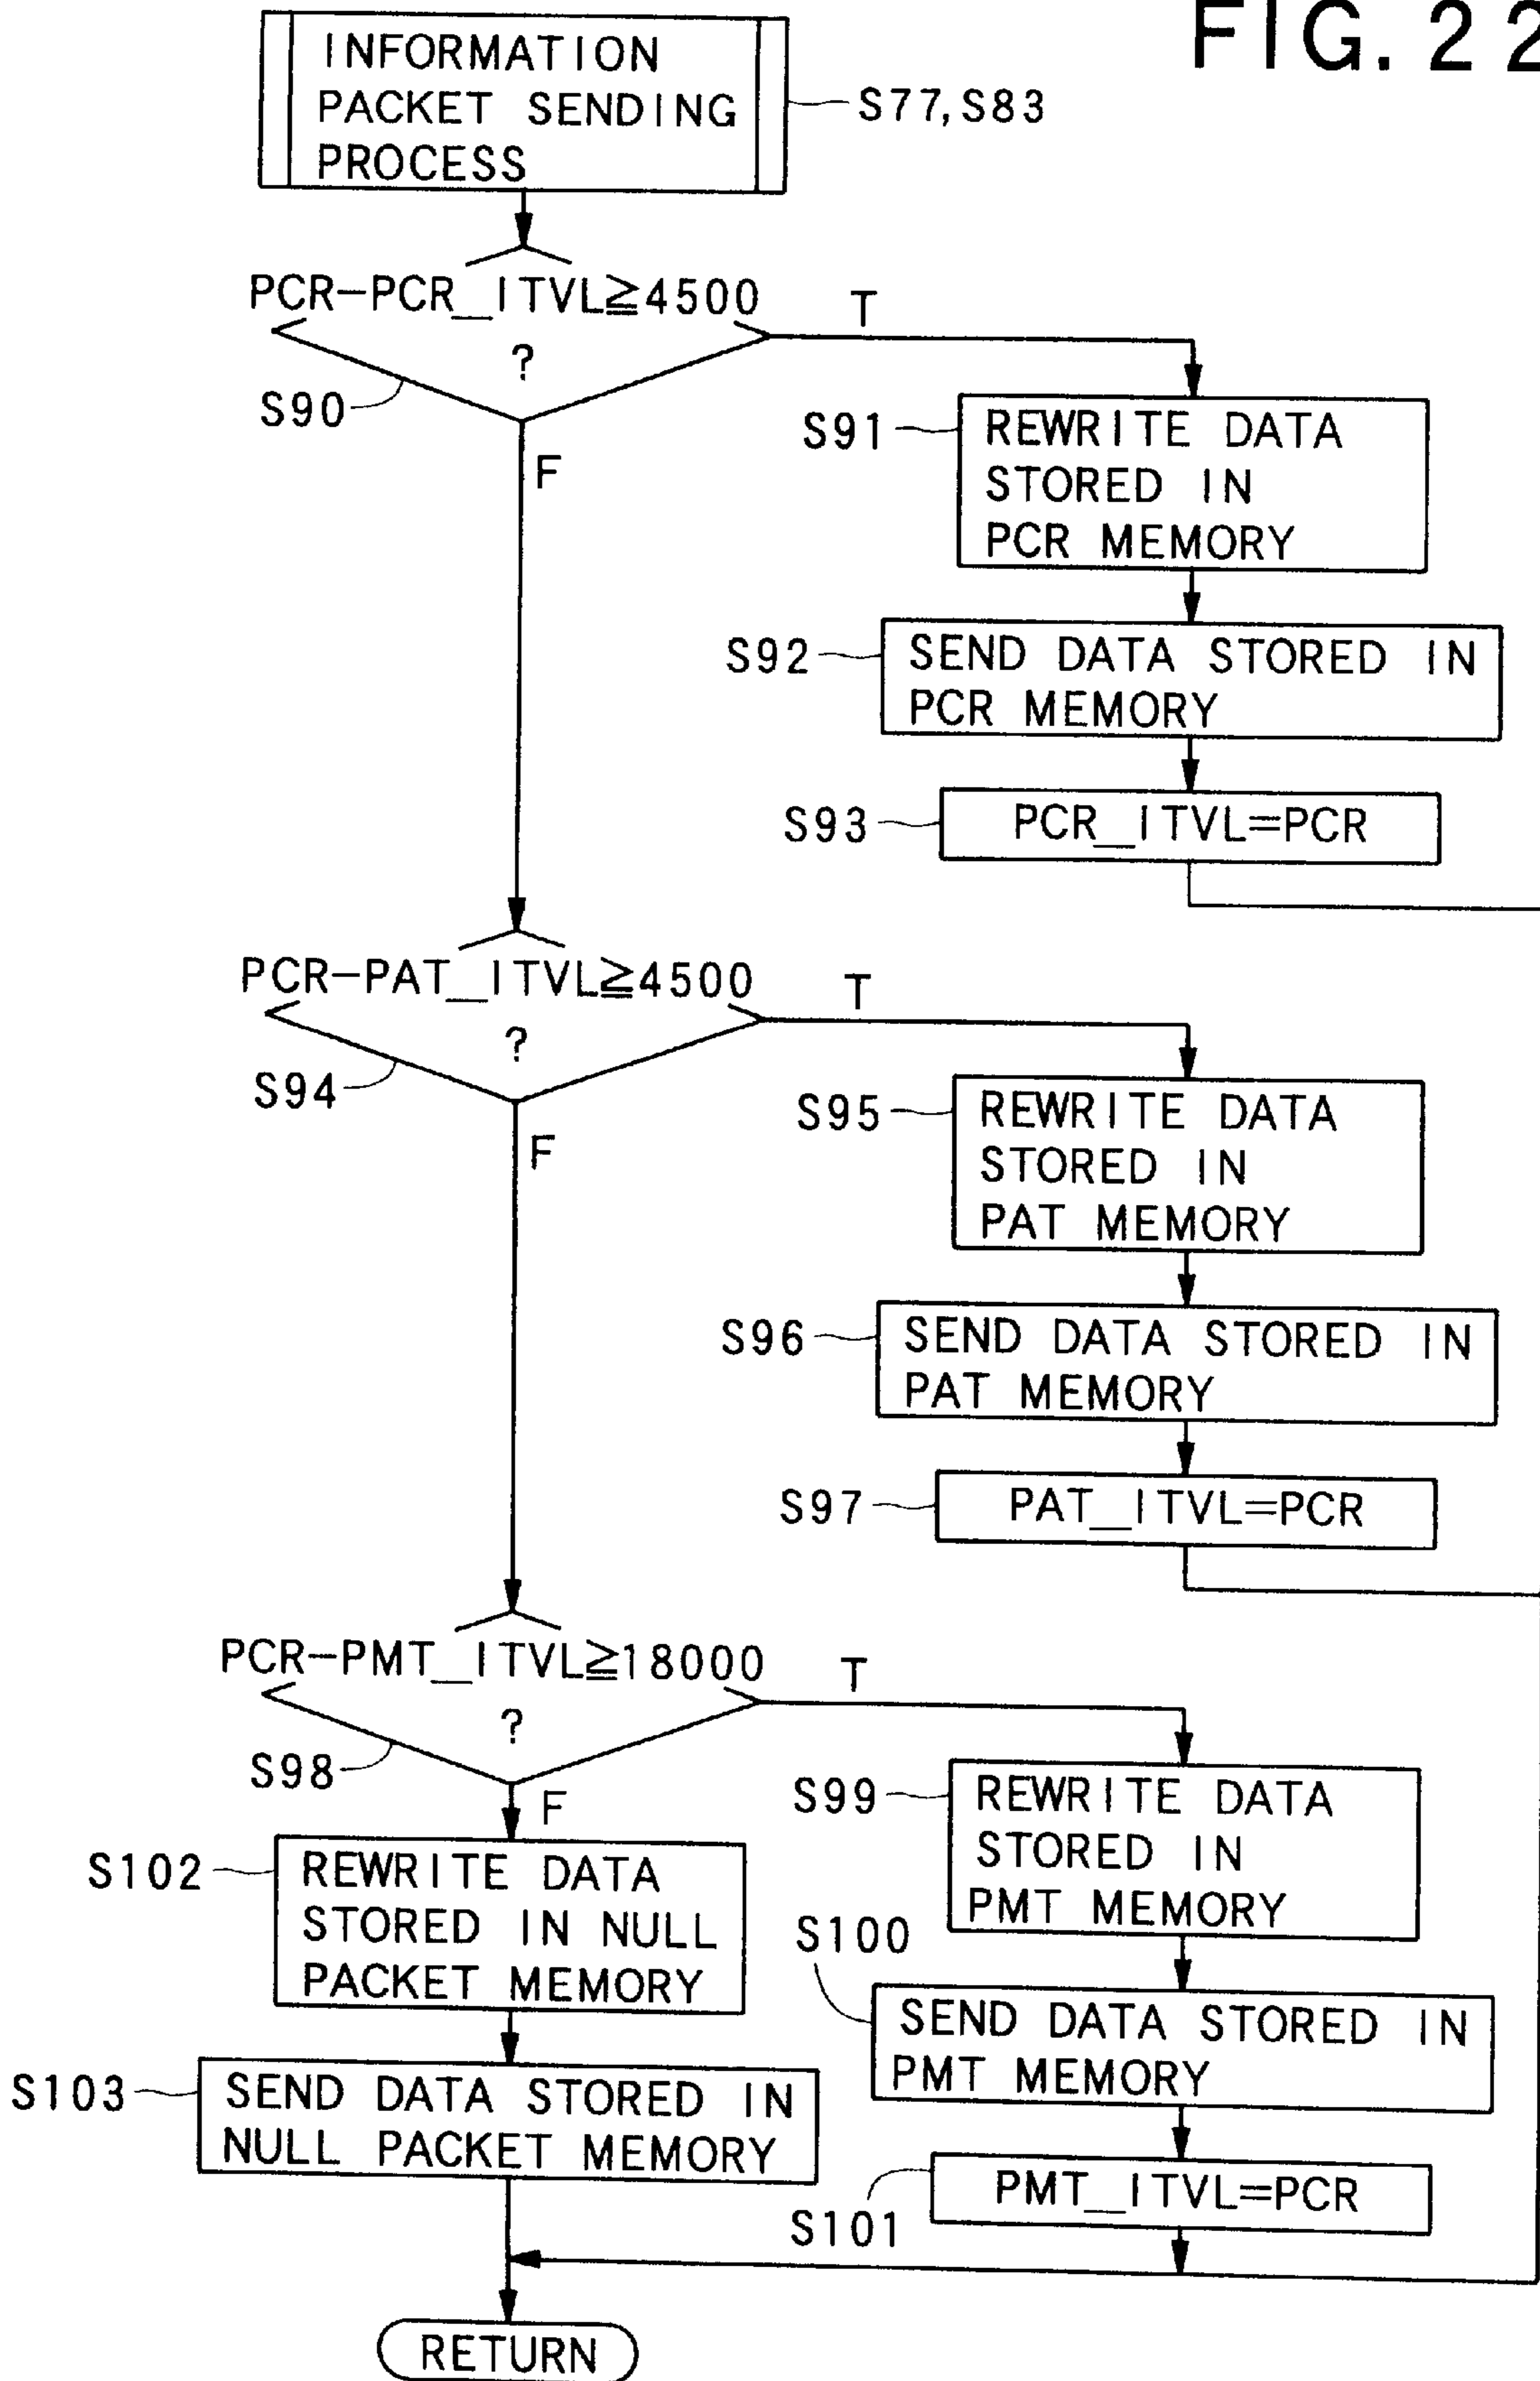 FIG. 22
INFORMATION
PACKET SENDING
PROCESS
S77, S83
PCR-PCR_ITVL≧4500
?
T
S90
F
S91
REWRITE DATA
STORED IN
PCR MEMORY
S92
SEND DATA STORED IN
PCR MEMORY
S93
PCR_ITVL=PCR
PCR-PAT_ITVL≧4500
?
T
S94
F
S95
REWRITE DATA
STORED IN
PAT MEMORY
S96
SEND DATA STORED IN
PAT MEMORY
S97
PAT_ITVL=PCR
PCR-PMT_ITVL≧18000
?
T
S98
F
S99
REWRITE DATA
STORED IN
PMT MEMORY
S100
SEND DATA STORED IN
PMT MEMORY
S101
PMT_ITVL=PCR
S102
REWRITE DATA
STORED IN NULL
PACKET MEMORY
S103
SEND DATA STORED IN
NULL PACKET MEMORY
RETURN